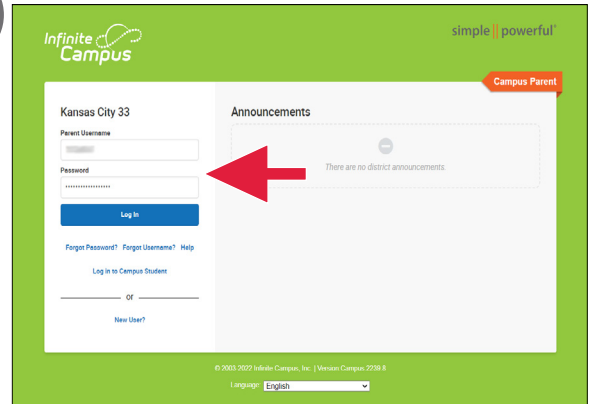 Infinite
Campus
simple || powerful®
Campus Parent
Kansas City 33
Parent Username
Password
••••••••••••••••••
Log In
Forgot Password? Forgot Username? Help
Log in to Campus Student
or
New User?
Announcements
There are no district announcements.
© 2003-2022 Infinite Campus, Inc. | Version Campus 2239.8
Language: English